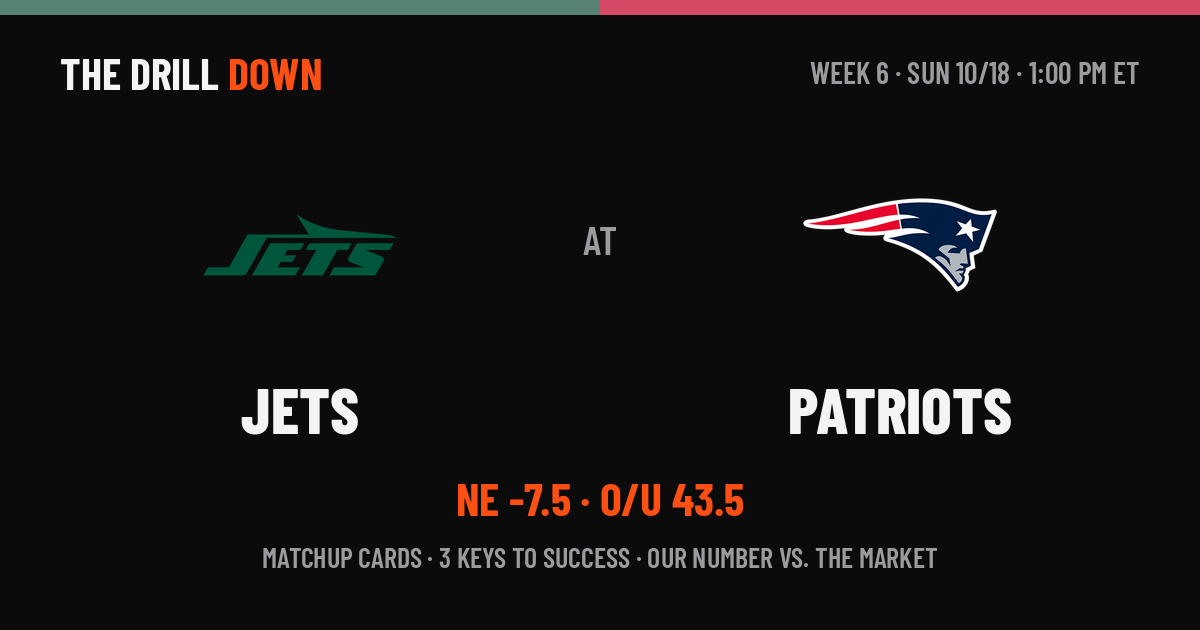 THE DRILL DOWN
WEEK 6 · SUN 10/18 · 1:00 PM ET
JETS
AT
JETS
PATRIOTS
NE -7.5 · O/U 43.5
MATCHUP CARDS · 3 KEYS TO SUCCESS · OUR NUMBER VS. THE MARKET